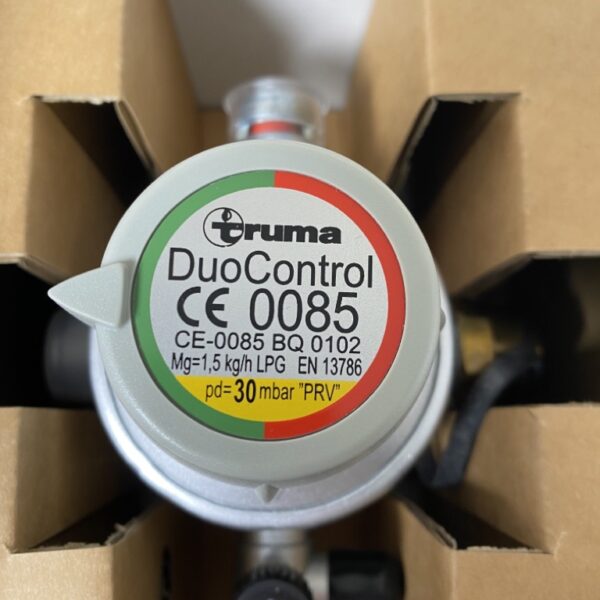 truma
DuoControl
CE 0085
CE-0085 BQ 0102
Mg=1,5 kg/h LPG EN 13786
pd= 30 mbar "PRV"